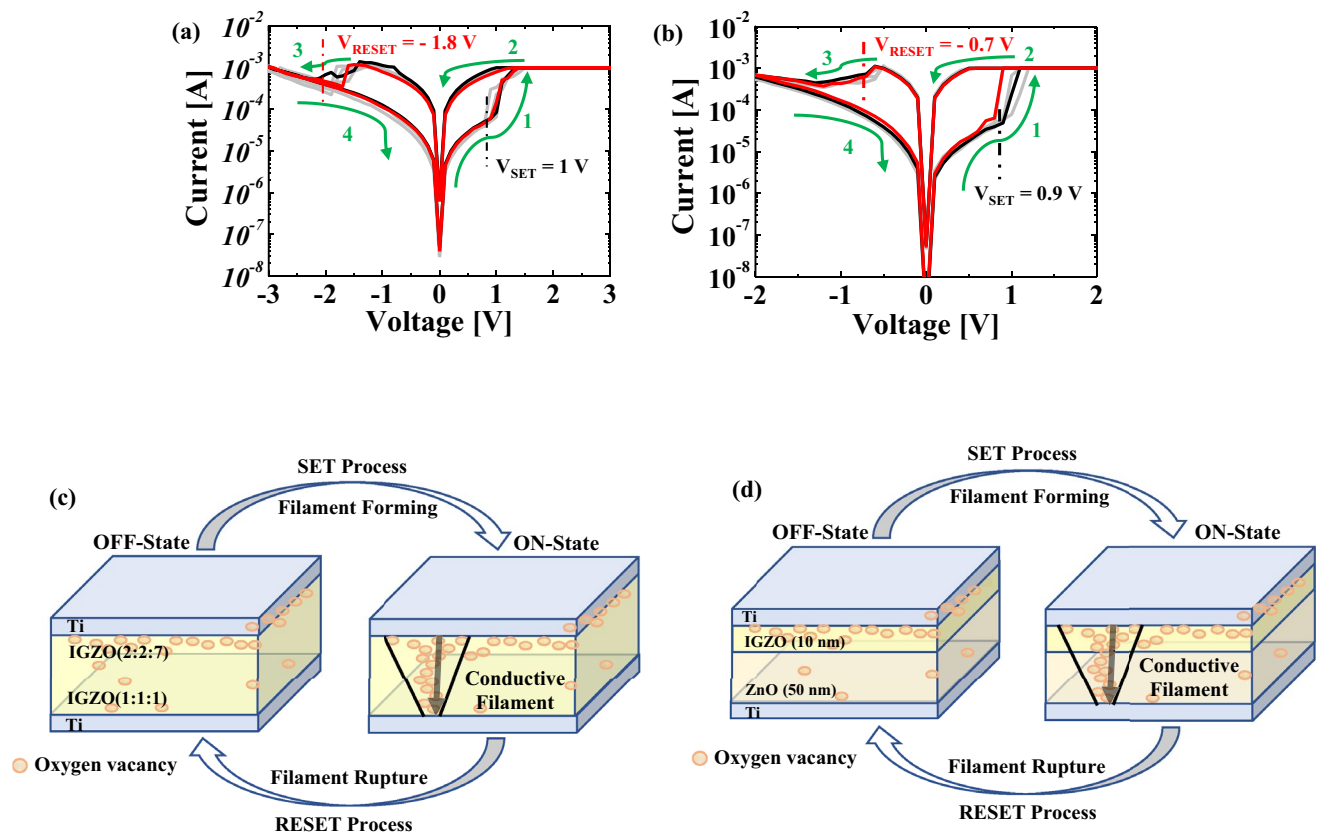 (a)
10⁻²
10⁻³
10⁻⁴
10⁻⁵
10⁻⁶
10⁻⁷
10⁻⁸
Current [A]
3
V_RESET = - 1.8 V
2
1
4
V_SET = 1 V
-3 -2 -1 0 1 2 3
Voltage [V]
(b)
10⁻²
10⁻³
10⁻⁴
10⁻⁵
10⁻⁶
10⁻⁷
10⁻⁸
Current [A]
3
V_RESET = - 0.7 V
2
1
4
V_SET = 0.9 V
-2 -1 0 1 2
Voltage [V]
(c)
SET Process
Filament Forming
OFF-State
ON-State
Ti
IGZO(2:2:7)
IGZO(1:1:1)
Ti
Conductive
Filament
Oxygen vacancy
Filament Rupture
RESET Process
(d)
SET Process
Filament Forming
OFF-State
ON-State
Ti
IGZO (10 nm)
ZnO (50 nm)
Ti
Conductive
Filament
Oxygen vacancy
Filament Rupture
RESET Process